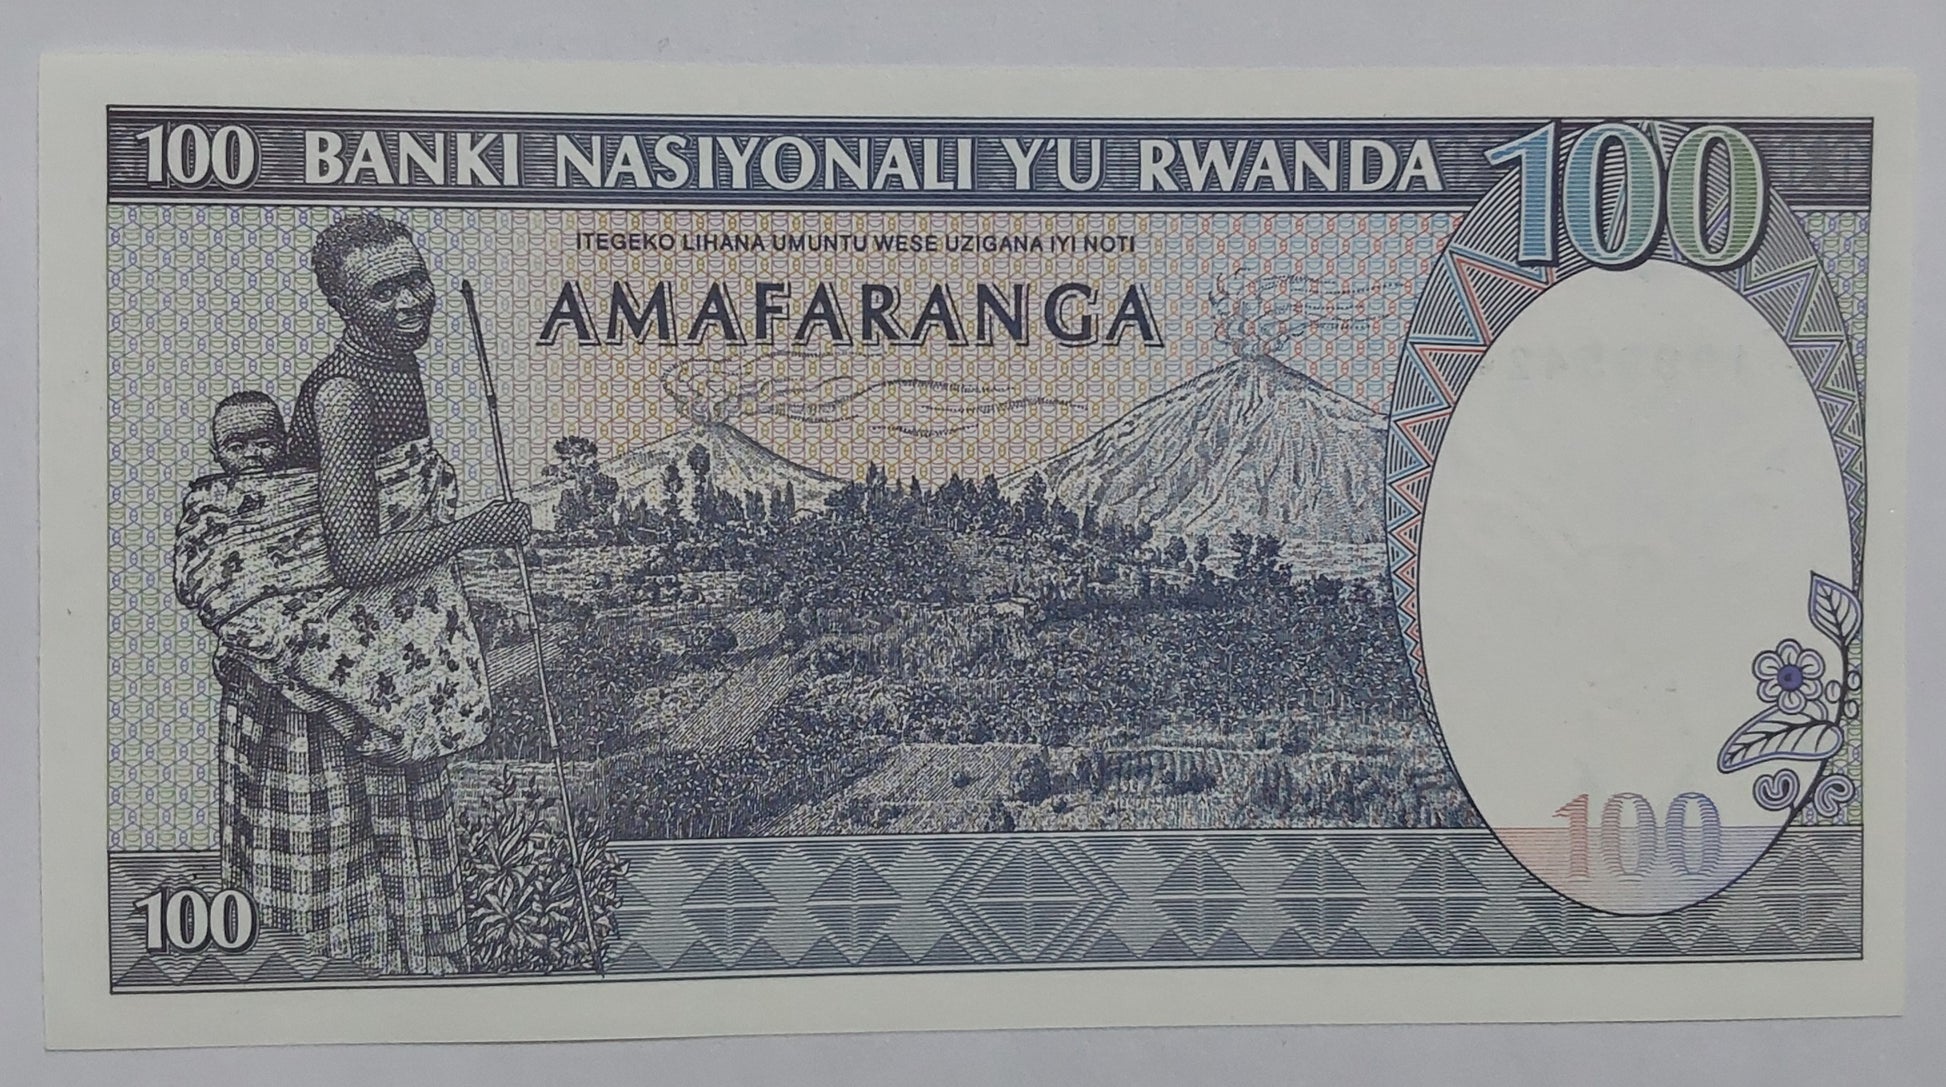 100 BANKI NASIYONALI Y'U RWANDA 100
ITEGEKO LIHANA UMUNTU WESE UZIGANA IYI NOTI
AMAFARANGA
100
100